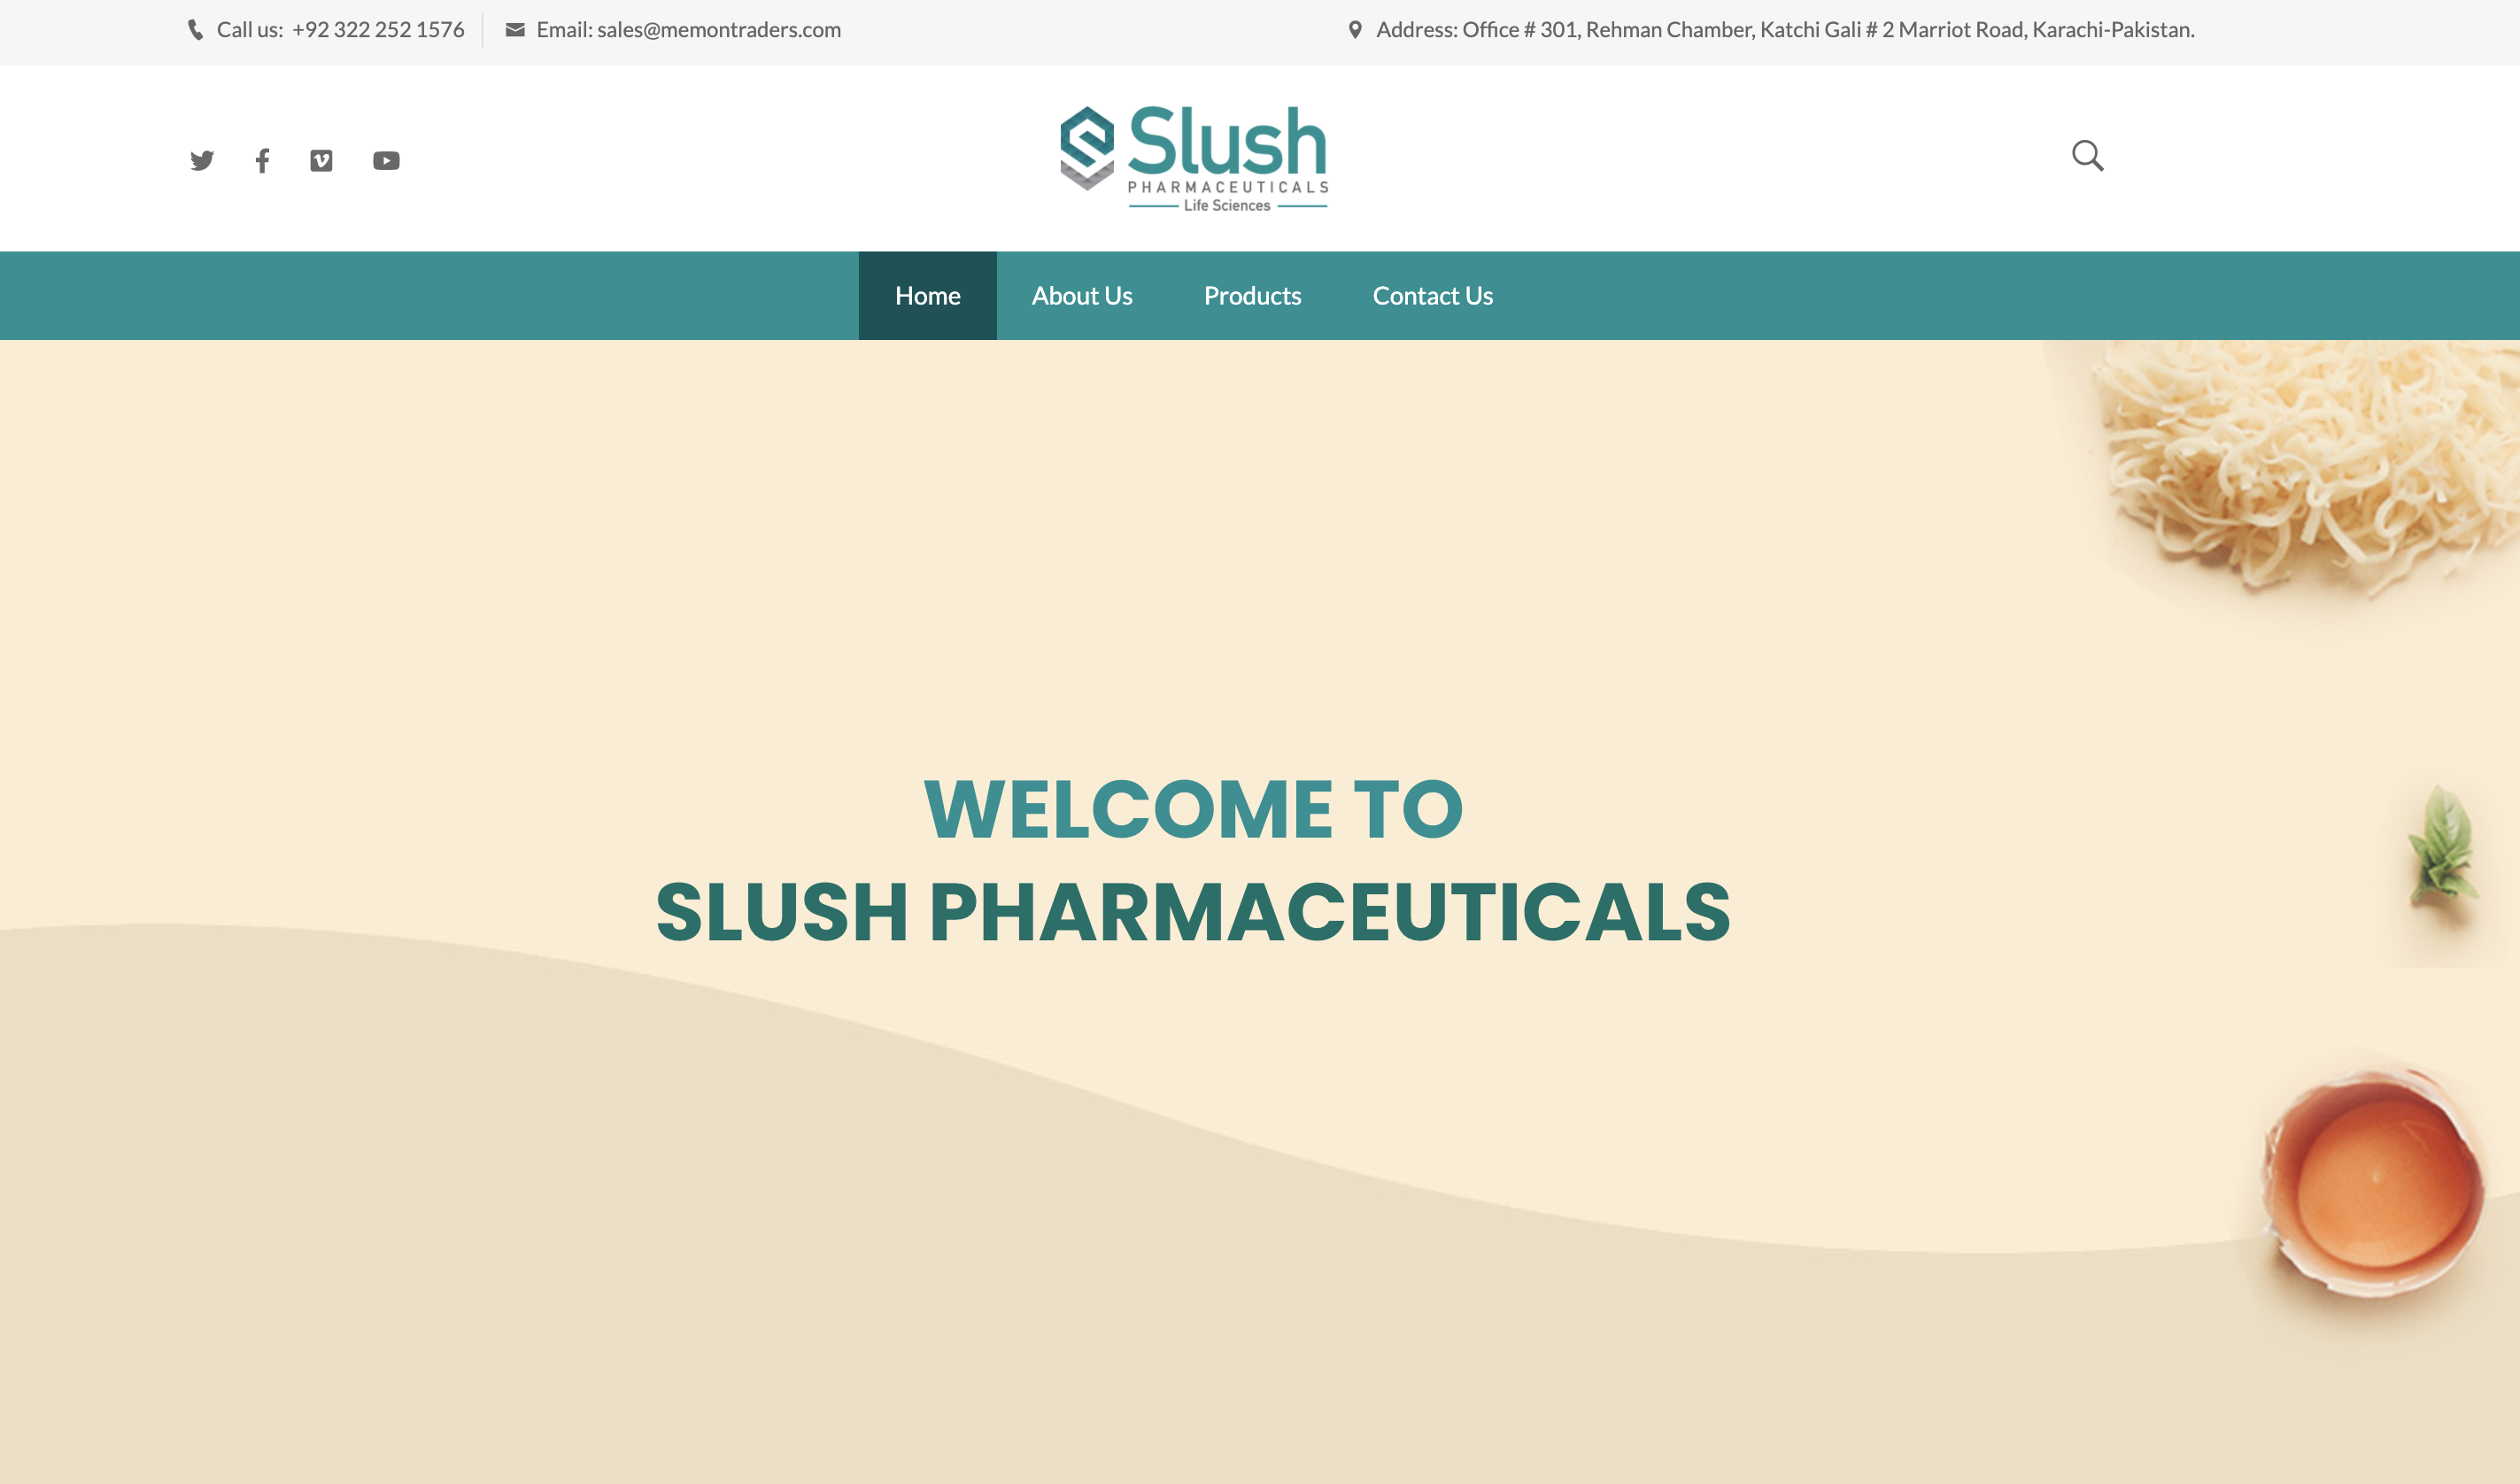 Call us: +92 322 252 1576
Email: sales@memontraders.com
Address: Office # 301, Rehman Chamber, Katchi Gali # 2 Marriot Road, Karachi-Pakistan.
Slush
PHARMACEUTICALS
Life Sciences
Home
About Us
Products
Contact Us
WELCOME TO
SLUSH PHARMACEUTICALS